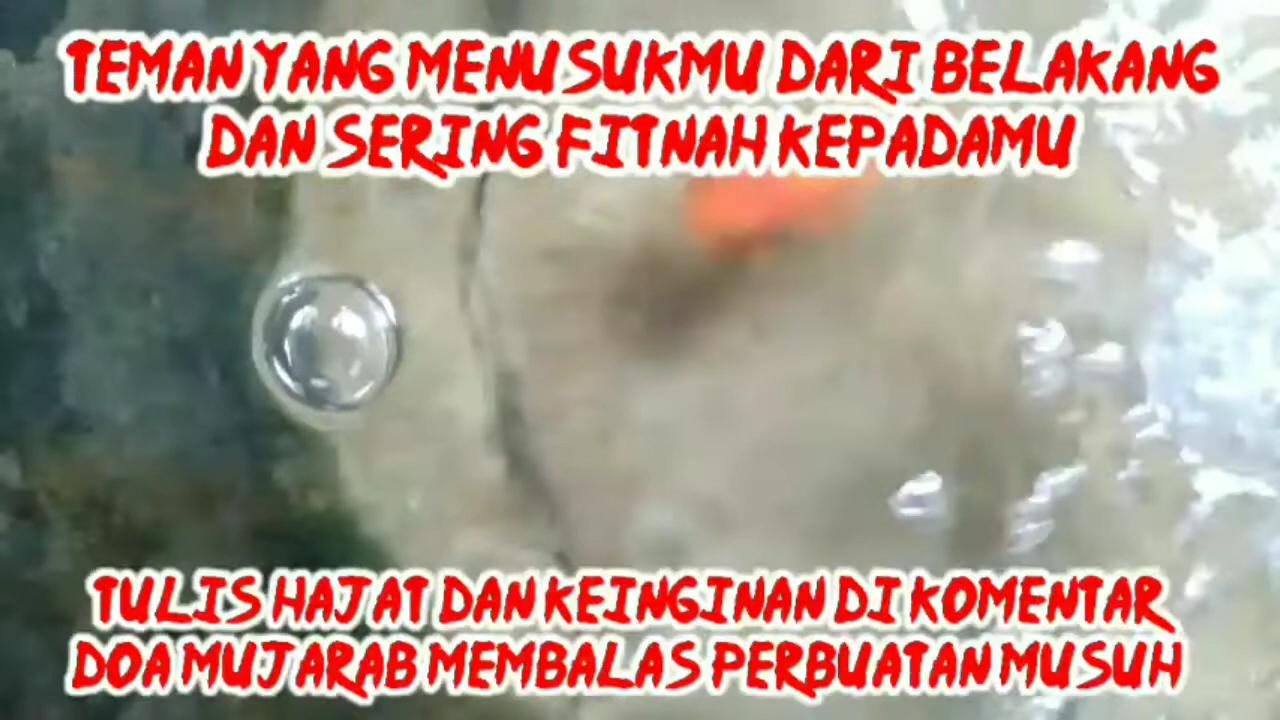 TEMAN YANG MENUSUKMU DARI BELAKANG
DAN SERING FITNAH KEPADAMU
TULIS HAJAT DAN KEINGINAN DI KOMENTAR
DOA MUJARAB MEMBALAS PERBUATAN MUSUH